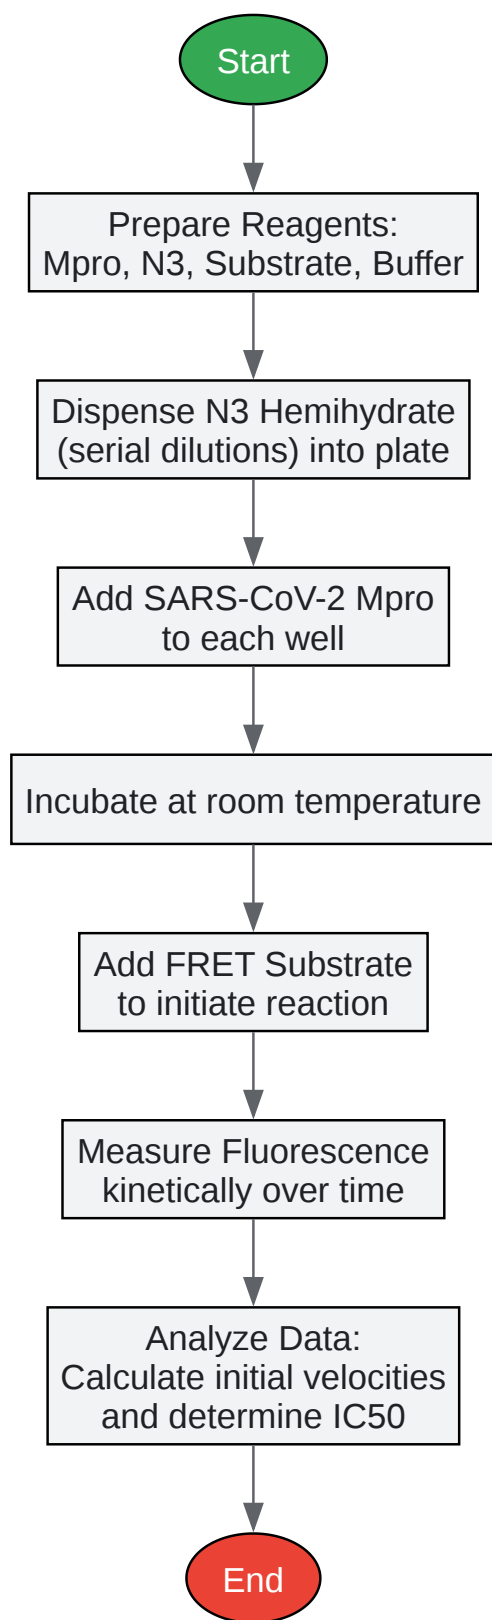 Start
Prepare Reagents:
Mpro, N3, Substrate, Buffer
Dispense N3 Hemihydrate
(serial dilutions) into plate
Add SARS-CoV-2 Mpro
to each well
Incubate at room temperature
Add FRET Substrate
to initiate reaction
Measure Fluorescence
kinetically over time
Analyze Data:
Calculate initial velocities
and determine IC50
End